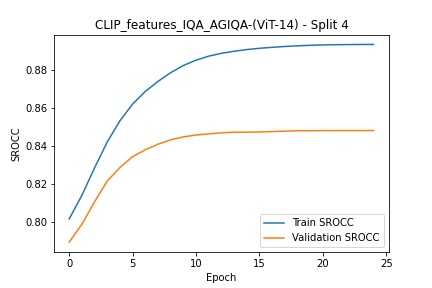 CLIP_features_IQA_AGIQA-(ViT-14) - Split 4
SROCC
0.88
0.86
0.84
0.82
0.80
Train SROCC
Validation SROCC
0 5 10 15 20 25
Epoch